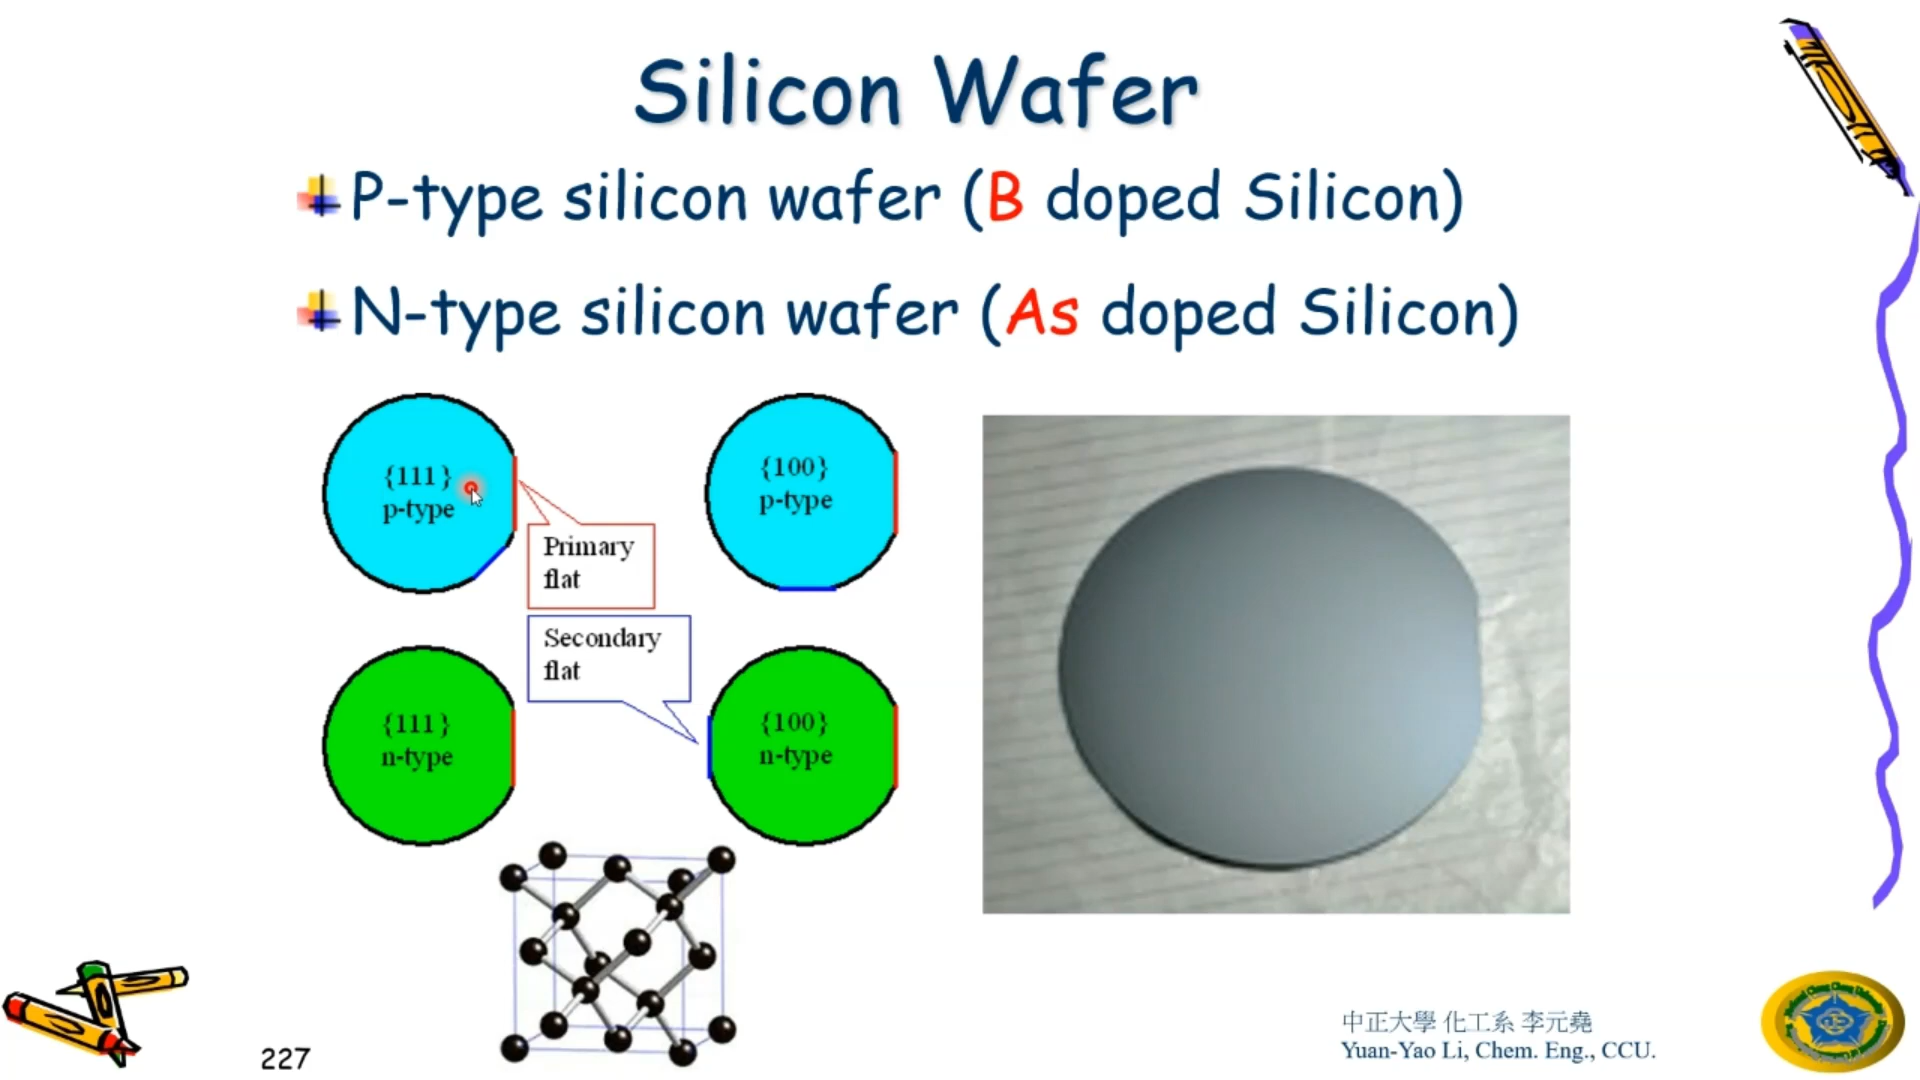 Silicon Wafer
P-type silicon wafer (B doped Silicon)
N-type silicon wafer (As doped Silicon)
{111}
p-type
{100}
p-type
Primary
flat
Secondary
flat
{111}
n-type
{100}
n-type
227
中正大學 化工系 李元堯
Yuan-Yao Li, Chem. Eng., CCU.